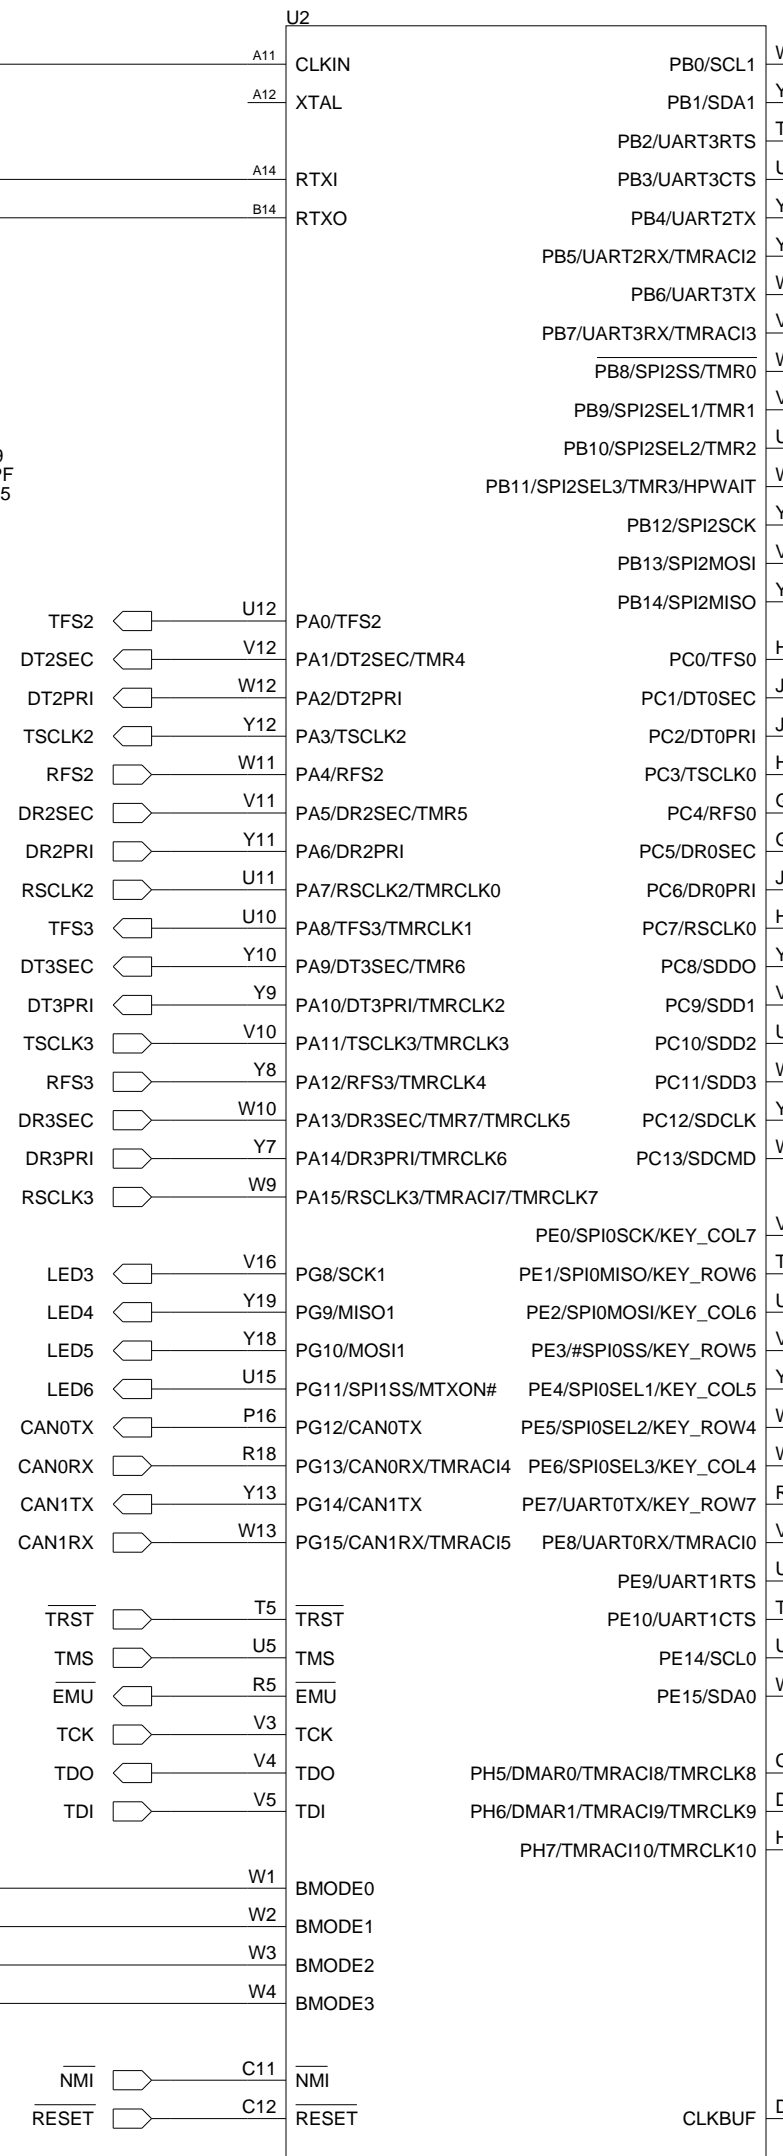 U2
A11 CLKIN PB0/SCL1 W
A12 XTAL PB1/SDA1 Y
PB2/UART3RTS T
A14 RTXI PB3/UART3CTS U
B14 RTXO PB4/UART2TX Y
PB5/UART2RX/TMRACI2 Y
PB6/UART3TX W
PB7/UART3RX/TMRACI3 V
PB8/SPI2SS/TMR0 W
PB9/SPI2SEL1/TMR1 V
PB10/SPI2SEL2/TMR2 U
9
PF
5
PB11/SPI2SEL3/TMR3/HPWAIT W
PB12/SPI2SCK Y
PB13/SPI2MOSI V
PB14/SPI2MISO Y
TFS2 U12 PA0/TFS2
DT2SEC V12 PA1/DT2SEC/TMR4 PC0/TFS0 H
DT2PRI W12 PA2/DT2PRI PC1/DT0SEC J
TSCLK2 Y12 PA3/TSCLK2 PC2/DT0PRI J
RFS2 W11 PA4/RFS2 PC3/TSCLK0 H
DR2SEC V11 PA5/DR2SEC/TMR5 PC4/RFS0 G
DR2PRI Y11 PA6/DR2PRI PC5/DR0SEC G
RSCLK2 U11 PA7/RSCLK2/TMRCLK0 PC6/DR0PRI J
TFS3 U10 PA8/TFS3/TMRCLK1 PC7/RSCLK0 H
DT3SEC Y10 PA9/DT3SEC/TMR6 PC8/SDDO Y
DT3PRI Y9 PA10/DT3PRI/TMRCLK2 PC9/SDD1 V
TSCLK3 V10 PA11/TSCLK3/TMRCLK3 PC10/SDD2 U
RFS3 Y8 PA12/RFS3/TMRCLK4 PC11/SDD3 W
DR3SEC W10 PA13/DR3SEC/TMR7/TMRCLK5 PC12/SDCLK Y
DR3PRI Y7 PA14/DR3PRI/TMRCLK6 PC13/SDCMD W
RSCLK3 W9 PA15/RSCLK3/TMRACI7/TMRCLK7
PE0/SPI0SCK/KEY_COL7 V
LED3 V16 PG8/SCK1 PE1/SPI0MISO/KEY_ROW6 T
LED4 Y19 PG9/MISO1 PE2/SPI0MOSI/KEY_COL6 U
LED5 Y18 PG10/MOSI1 PE3/#SPI0SS/KEY_ROW5 V
LED6 U15 PG11/SPI1SS/MTXON# PE4/SPI0SEL1/KEY_COL5 Y
CAN0TX P16 PG12/CAN0TX PE5/SPI0SEL2/KEY_ROW4 W
CAN0RX R18 PG13/CAN0RX/TMRACI4 PE6/SPI0SEL3/KEY_COL4 W
CAN1TX Y13 PG14/CAN1TX PE7/UART0TX/KEY_ROW7 R
CAN1RX W13 PG15/CAN1RX/TMRACI5 PE8/UART0RX/TMRACI0 V
PE9/UART1RTS U
TRST T5 TRST PE10/UART1CTS T
TMS U5 TMS PE14/SCL0 U
EMU R5 EMU PE15/SDA0 W
TCK V3 TCK
TDO V4 TDO PH5/DMAR0/TMRACI8/TMRCLK8
TDI V5 TDI PH6/DMAR1/TMRACI9/TMRCLK9 D
PH7/TMRACI10/TMRCLK10 H
W1 BMODE0
W2 BMODE1
W3 BMODE2
W4 BMODE3
NMI C11 NMI
RESET C12 RESET CLKBUF D